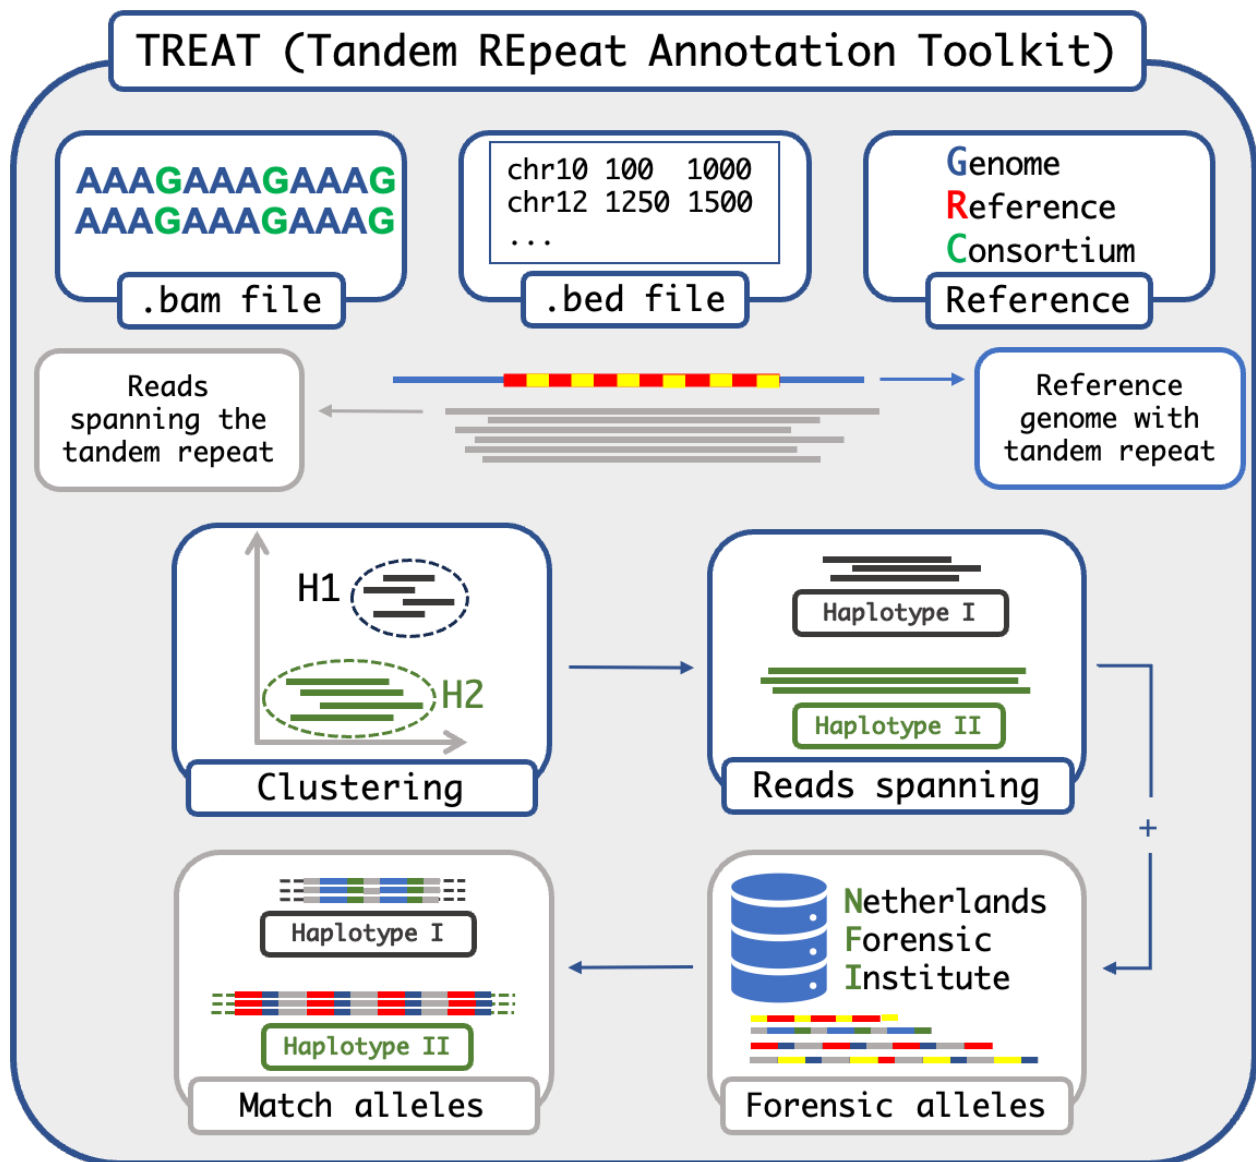 TREAT (Tandem REpeat Annotation Toolkit)
AAAGAAAGAAAG
AAAGAAAGAAAG
.bam file
chr10 100 1000
chr12 1250 1500
...
.bed file
Genome
Reference
Consortium
Reference
Reads
spanning the
tandem repeat
Reference
genome with
tandem repeat
H1
H2
Clustering
Haplotype I
Haplotype II
Reads spanning
+
Haplotype I
Haplotype II
Match alleles
Netherlands
Forensic
Institute
Forensic alleles